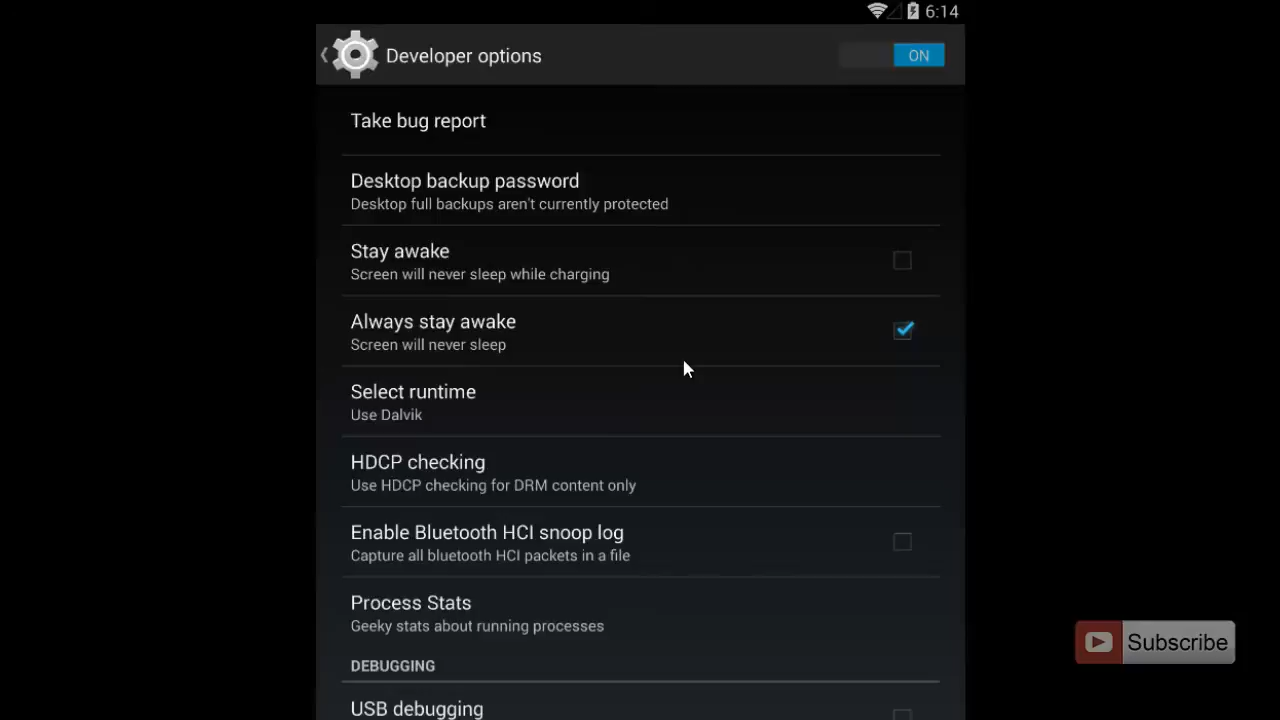 6:14
Developer options
ON
Take bug report
Desktop backup password
Desktop full backups aren't currently protected
Stay awake
Screen will never sleep while charging
Always stay awake
Screen will never sleep
Select runtime
Use Dalvik
HDCP checking
Use HDCP checking for DRM content only
Enable Bluetooth HCI snoop log
Capture all bluetooth HCI packets in a file
Process Stats
Geeky stats about running processes
DEBUGGING
USB debugging
Subscribe